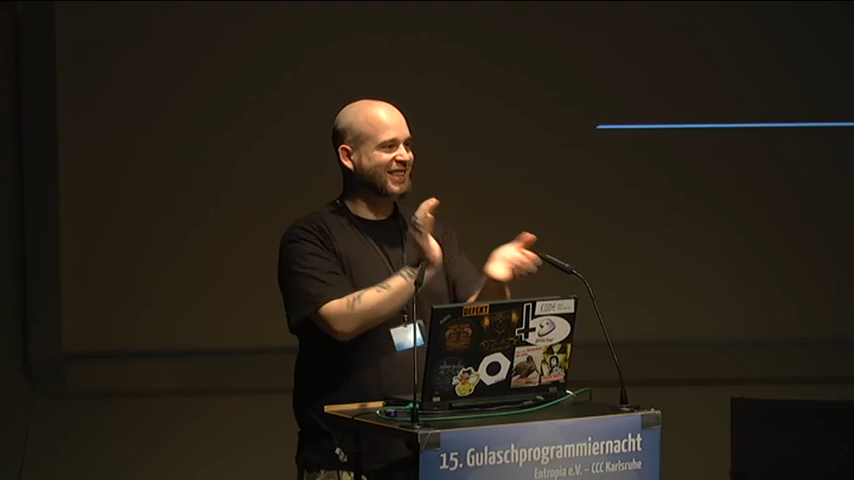 DEFEKT
15. Gulaschprogrammiernacht
Entropia e.V. – CCC Karlsruhe